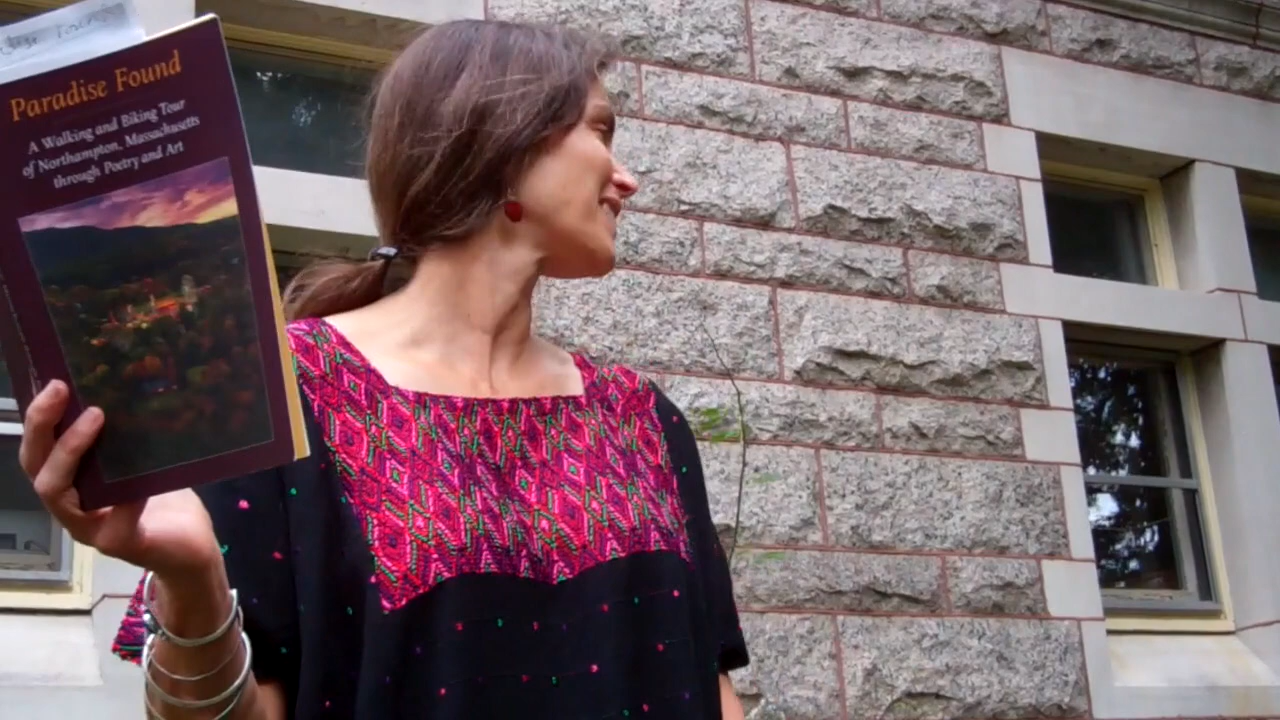 Paradise Found
A Walking and Biking Tour
of Northampton, Massachusetts
through Poetry and Art